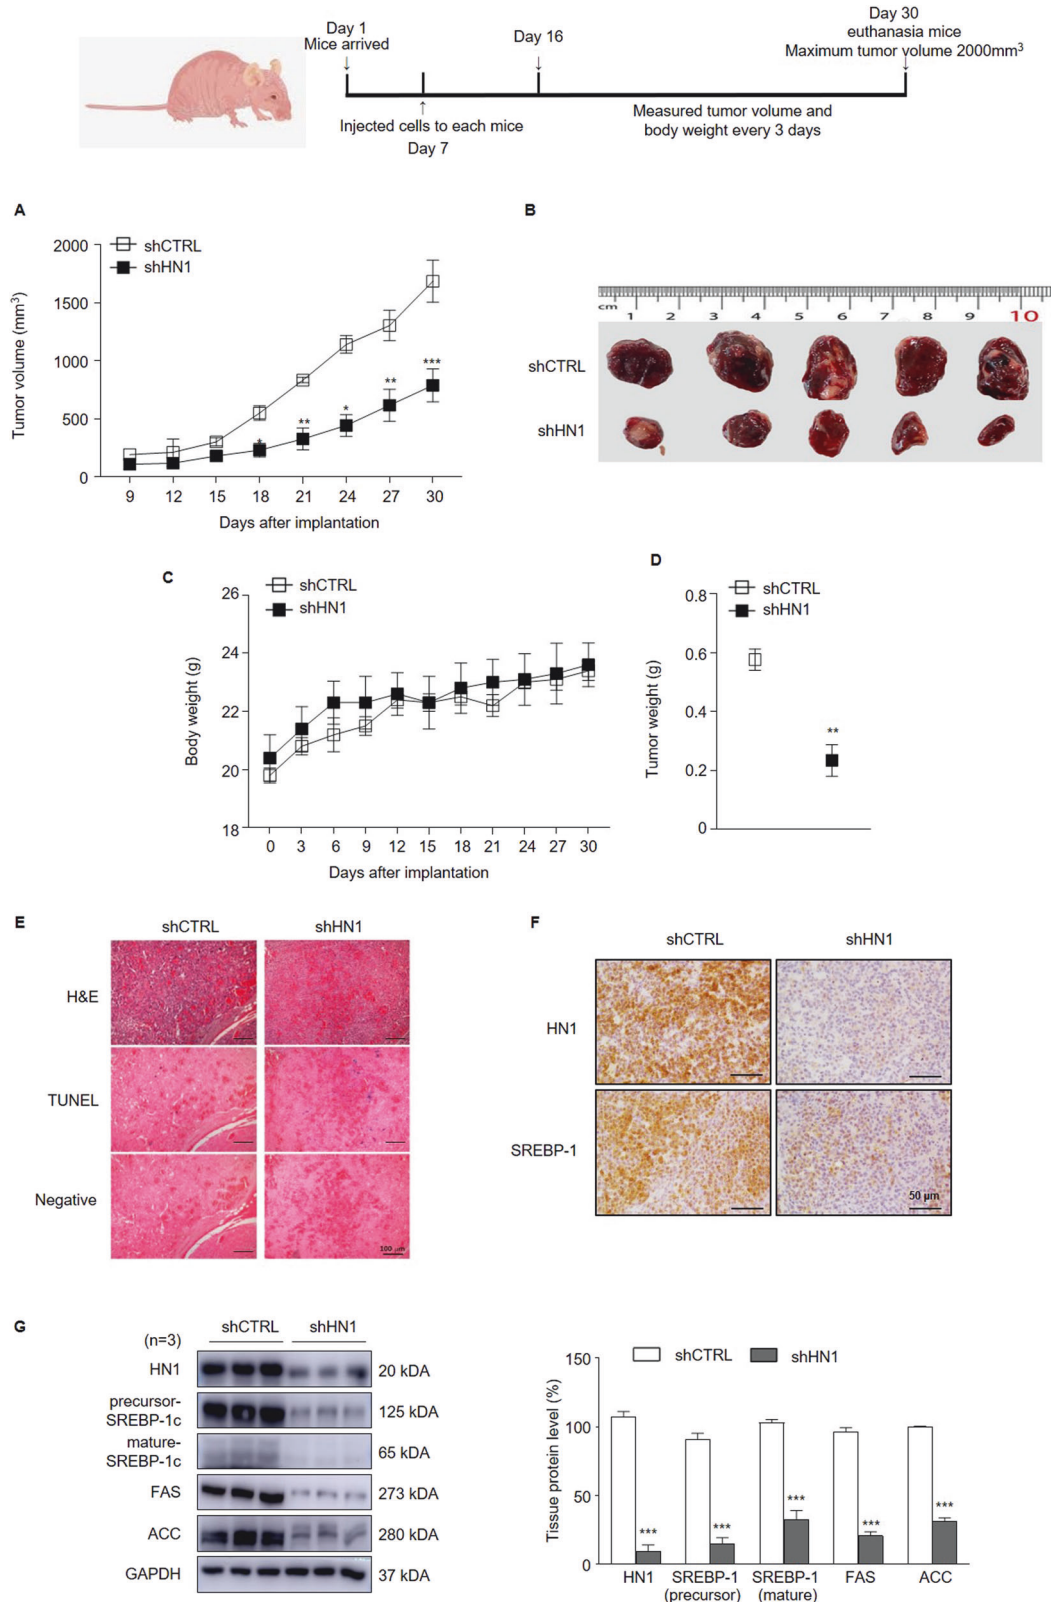 Day 1
Mice arrived
Day 16
Day 30
euthanasia mice
Maximum tumor volume 2000mm³
Injected cells to each mice
Day 7
Measured tumor volume and
body weight every 3 days
A
shCTRL
shHN1
Tumor volume (mm³)
2000
1500
1000
500
0
*
**
*
**
***
9 12 15 18 21 24 27 30
Days after implantation
B
cm 1 2 3 4 5 6 7 8 9 10
shCTRL
shHN1
C
shCTRL
shHN1
Body weight (g)
26
24
22
20
18
0 3 6 9 12 15 18 21 24 27 30
Days after implantation
D
shCTRL
shHN1
Tumor weight (g)
0.8
0.6
0.4
0.2
0
**
E
shCTRL shHN1
H&E
TUNEL
Negative
100 µm
F
shCTRL shHN1
HN1
SREBP-1
50 µm
G
(n=3) shCTRL shHN1
HN1 20 kDA
precursor-
SREBP-1c 125 kDA
mature-
SREBP-1c 65 kDA
FAS 273 kDA
ACC 280 kDA
GAPDH 37 kDA
shCTRL shHN1
Tissue protein level (%)
150
100
50
0
*** *** *** *** ***
HN1 SREBP-1 SREBP-1 FAS ACC
(precursor) (mature)